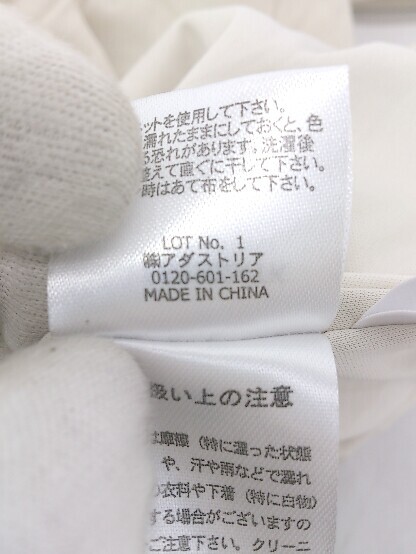 ットを使用して下さい。
濡れたままにしておくと、色
る恐れがあります。洗濯後
整えて直ぐに干して下さい。
時はあて布をして下さい。
LOT No. 1
㈱アダストリア
0120-601-162
MADE IN CHINA
扱い上の注意
は摩擦（特に湿った状態
や、汗や雨などで濡れ
の衣料や下着（特に白物）
する場合がございますの
ご注意下さい。クリーニ